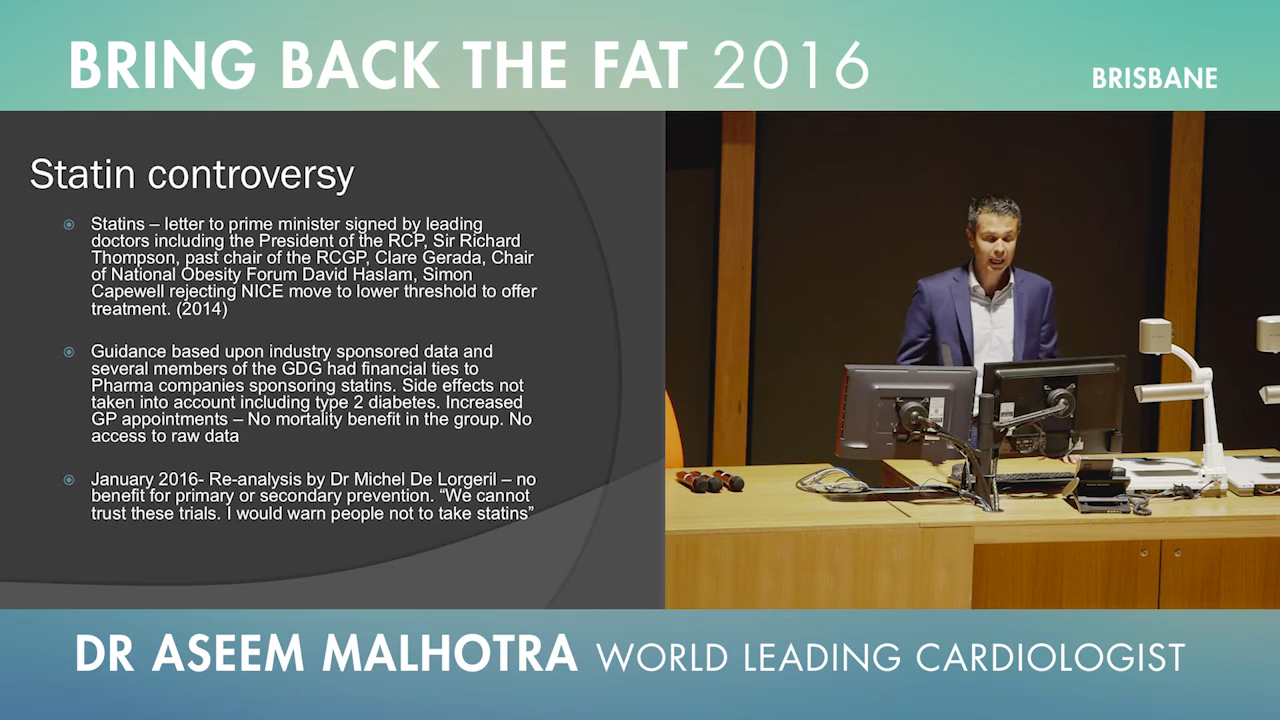 BRING BACK THE FAT 2016
BRISBANE
Statin controversy
Statins – letter to prime minister signed by leading
doctors including the President of the RCP, Sir Richard
Thompson, past chair of the RCGP, Clare Gerada, Chair
of National Obesity Forum David Haslam, Simon
Capewell rejecting NICE move to lower threshold to offer
treatment. (2014)
Guidance based upon industry sponsored data and
several members of the GDG had financial ties to
Pharma companies sponsoring statins. Side effects not
taken into account including type 2 diabetes. Increased
GP appointments – No mortality benefit in the group. No
access to raw data
January 2016- Re-analysis by Dr Michel De Lorgeril – no
benefit for primary or secondary prevention. “We cannot
trust these trials. I would warn people not to take statins”
DR ASEEM MALHOTRA WORLD LEADING CARDIOLOGIST